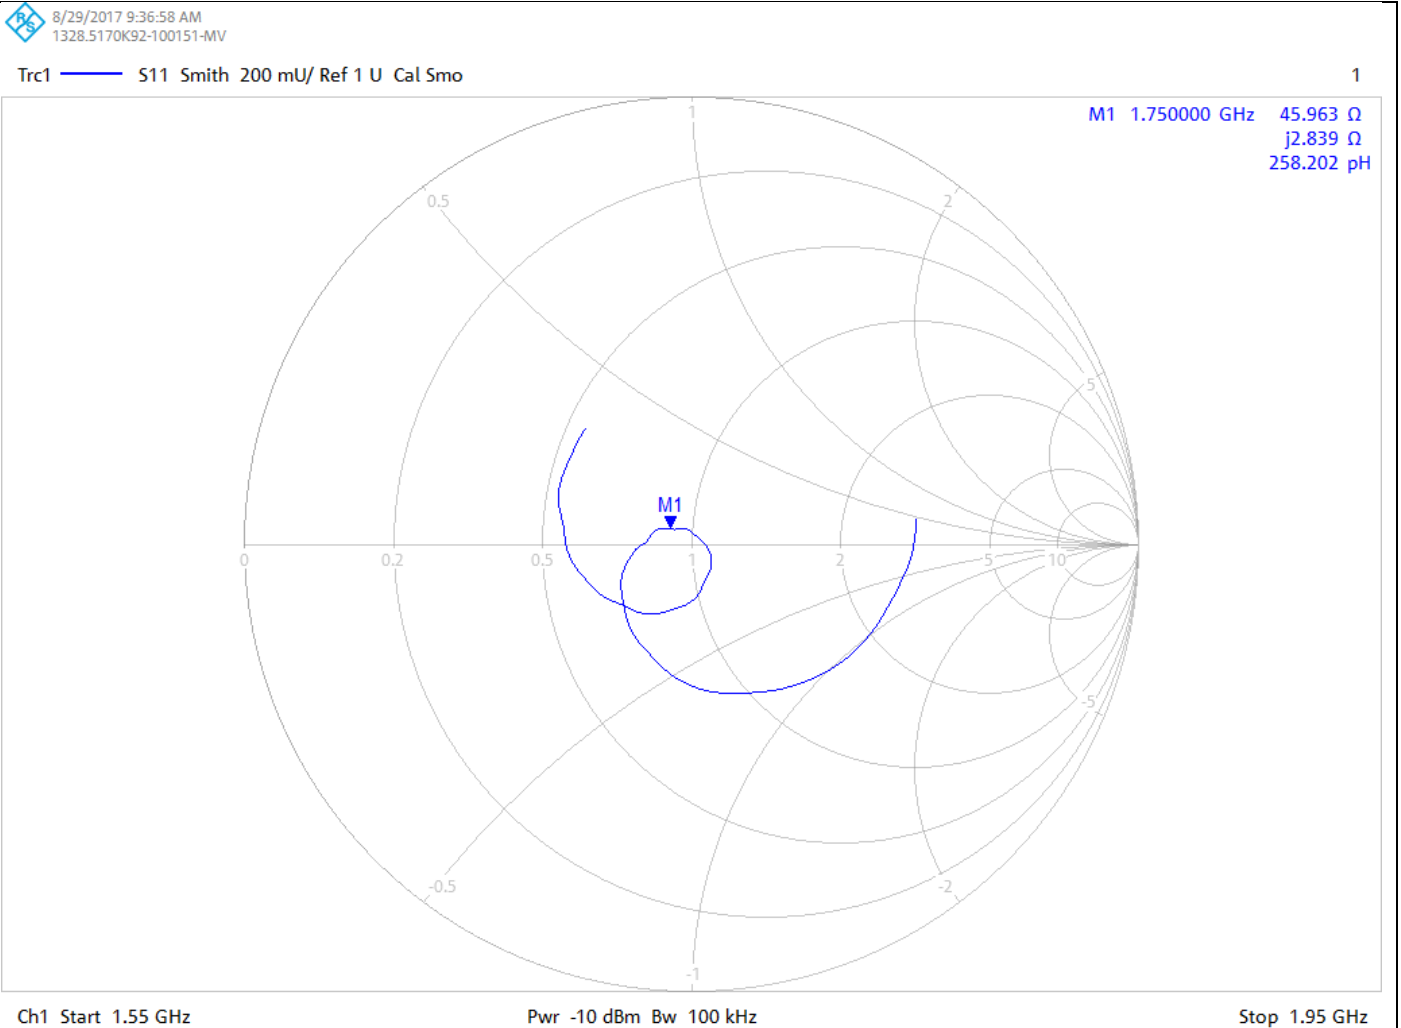 R&S
8/29/2017 9:36:58 AM
1328.5170K92-100151-MV
Trc1 S11 Smith 200 mU/ Ref 1 U Cal Smo 1
M1 1.750000 GHz 45.963 Ω
j2.839 Ω
258.202 pH
1
0.5 2
5
M1
0 0.2 0.5 1 2 5 10
-5
-0.5 -2
-1
Ch1 Start 1.55 GHz Pwr -10 dBm Bw 100 kHz Stop 1.95 GHz